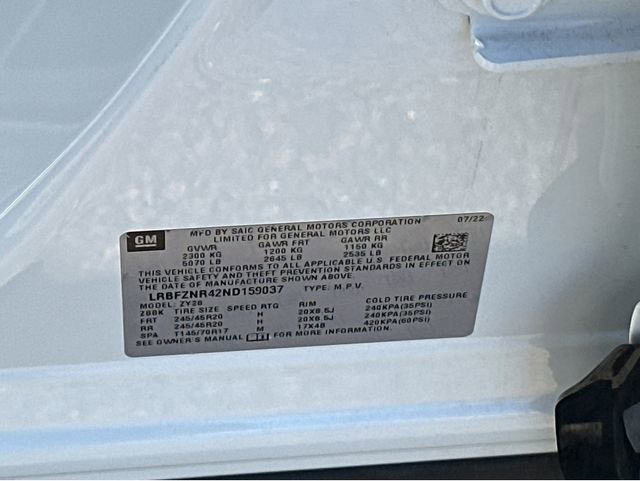 GM
MFD BY SAIC GENERAL MOTORS CORPORATION 07/22
LIMITED FOR GENERAL MOTORS LLC
GVWR GAWR FRT GAWR RR
2300 KG 1200 KG 1150 KG
5070 LB 2645 LB 2535 LB
THIS VEHICLE CONFORMS TO ALL APPLICABLE U.S. FEDERAL MOTOR
VEHICLE SAFETY AND THEFT PREVENTION STANDARDS IN EFFECT ON
THE DATE OF MANUFACTURE SHOWN ABOVE.
LRBFZNR42ND159037 TYPE: M.P.V.
MODEL: ZY26
ZBBK TIRE SIZE SPEED RTG RIM COLD TIRE PRESSURE
FRT 245/45R20 H 20X8.5J 240KPA(35PSI)
RR 245/45R20 H 20X8.5J 240KPA(35PSI)
SPA T145/70R17 M 17X4B 420KPA(60PSI)
SEE OWNER'S MANUAL FOR MORE INFORMATION.